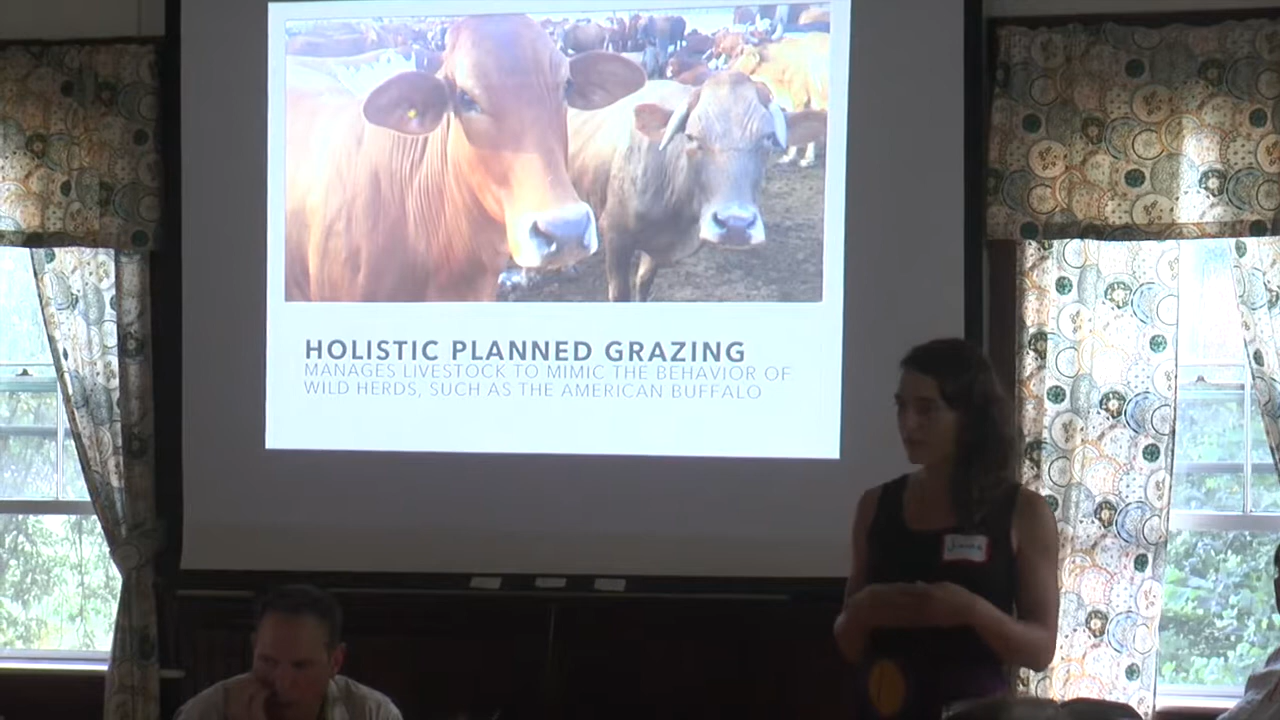 HOLISTIC PLANNED GRAZING
MANAGES LIVESTOCK TO MIMIC THE BEHAVIOR OF
WILD HERDS, SUCH AS THE AMERICAN BUFFALO